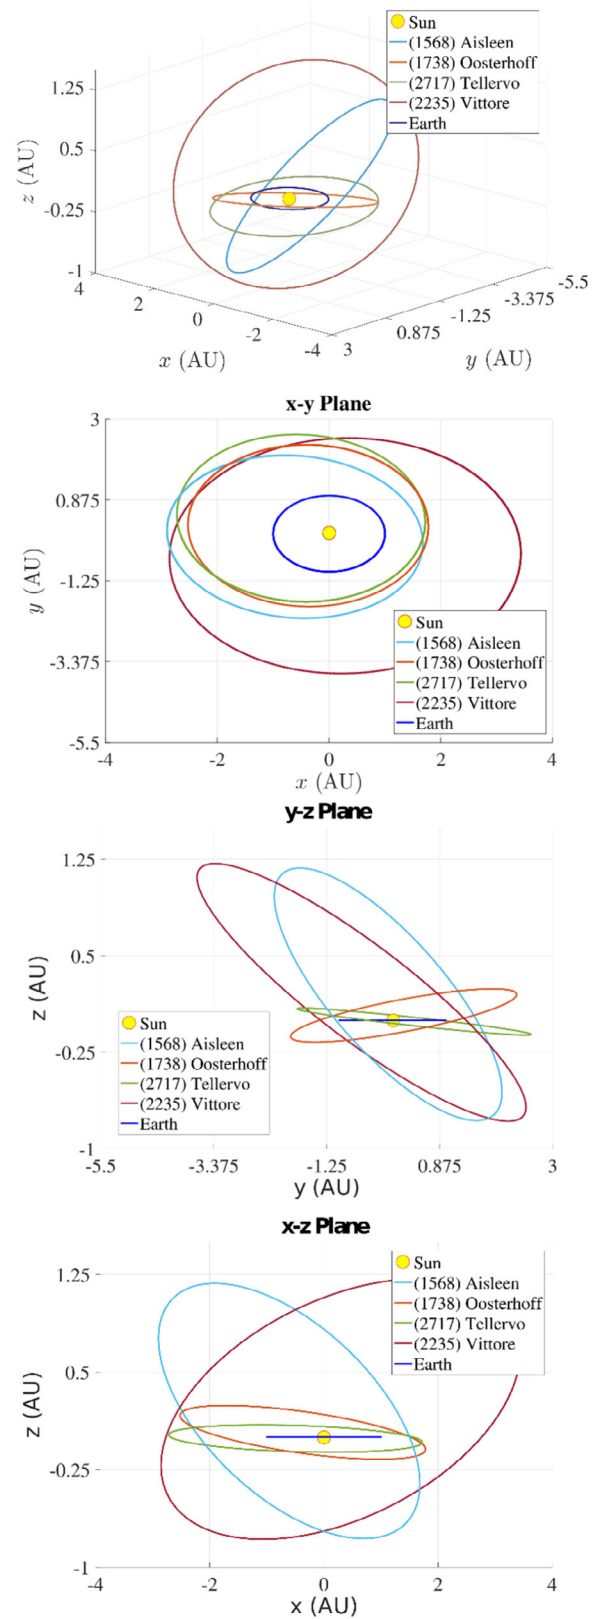 Sun
(1568) Aisleen
(1738) Oosterhoff
(2717) Tellervo
(2235) Vittore
Earth
1.25
0.5
-0.25
-1
z (AU)
4
2
0
-2
-4
x (AU)
3
0.875
-1.25
-3.375
-5.5
y (AU)
x-y Plane
3
0.875
-1.25
-3.375
-5.5
y (AU)
Sun
(1568) Aisleen
(1738) Oosterhoff
(2717) Tellervo
(2235) Vittore
Earth
-4
-2
0
2
4
x (AU)
y-z Plane
1.25
0.5
-0.25
-1
z (AU)
Sun
(1568) Aisleen
(1738) Oosterhoff
(2717) Tellervo
(2235) Vittore
Earth
-5.5
-3.375
-1.25
0.875
3
y (AU)
x-z Plane
1.25
0.5
-0.25
-1
z (AU)
Sun
(1568) Aisleen
(1738) Oosterhoff
(2717) Tellervo
(2235) Vittore
Earth
-4
-2
0
2
4
x (AU)